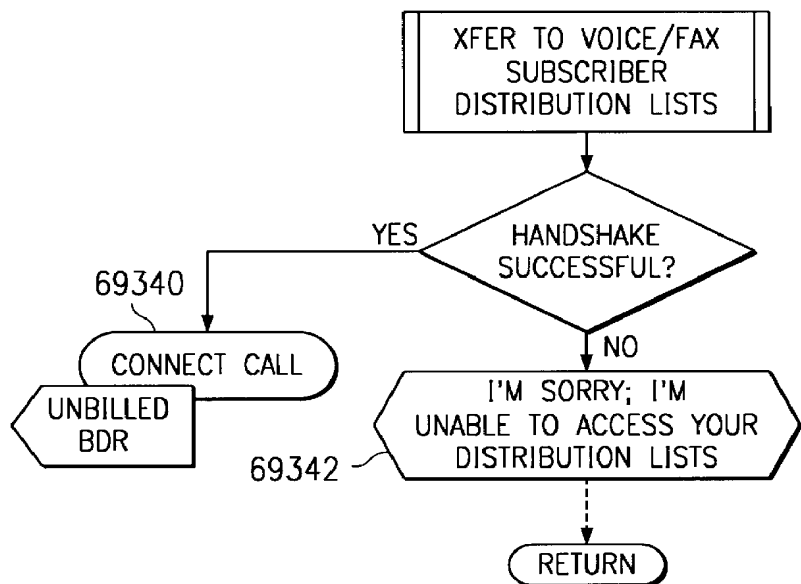 XFER TO VOICE/FAX
SUBSCRIBER
DISTRIBUTION LISTS
HANDSHAKE
SUCCESSFUL?
YES
69340
CONNECT CALL
UNBILLED
BDR
NO
I'M SORRY; I'M
UNABLE TO ACCESS YOUR
DISTRIBUTION LISTS
69342
RETURN